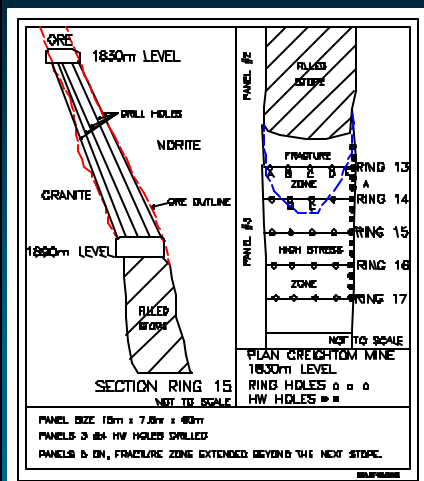 ORE
1830m LEVEL
DRILL HOLES
NORITE
GRANITE
ORE OUTLINE
LEVEL
FILLED
STOPE
SECTION RING 15
NOT TO SCALE
PANEL #2
FILLED
STOPE
FRACTURE
RING 13
ZONE
A
RING 14
PANEL #3
RING 15
HIGH STRESS
RING 16
ZONE
RING 17
NOT TO SCALE
PLAN CREIGHTOM MINE
1830m LEVEL
RING HOLES
HW HOLES
PANEL SIZE 15m x 7.5m x 60m
PANELS 3 HW HOLES DRILLED
PANELS 5 ON, FRACTURE ZONE EXTENDED BEYOND THE NEXT STOPE.